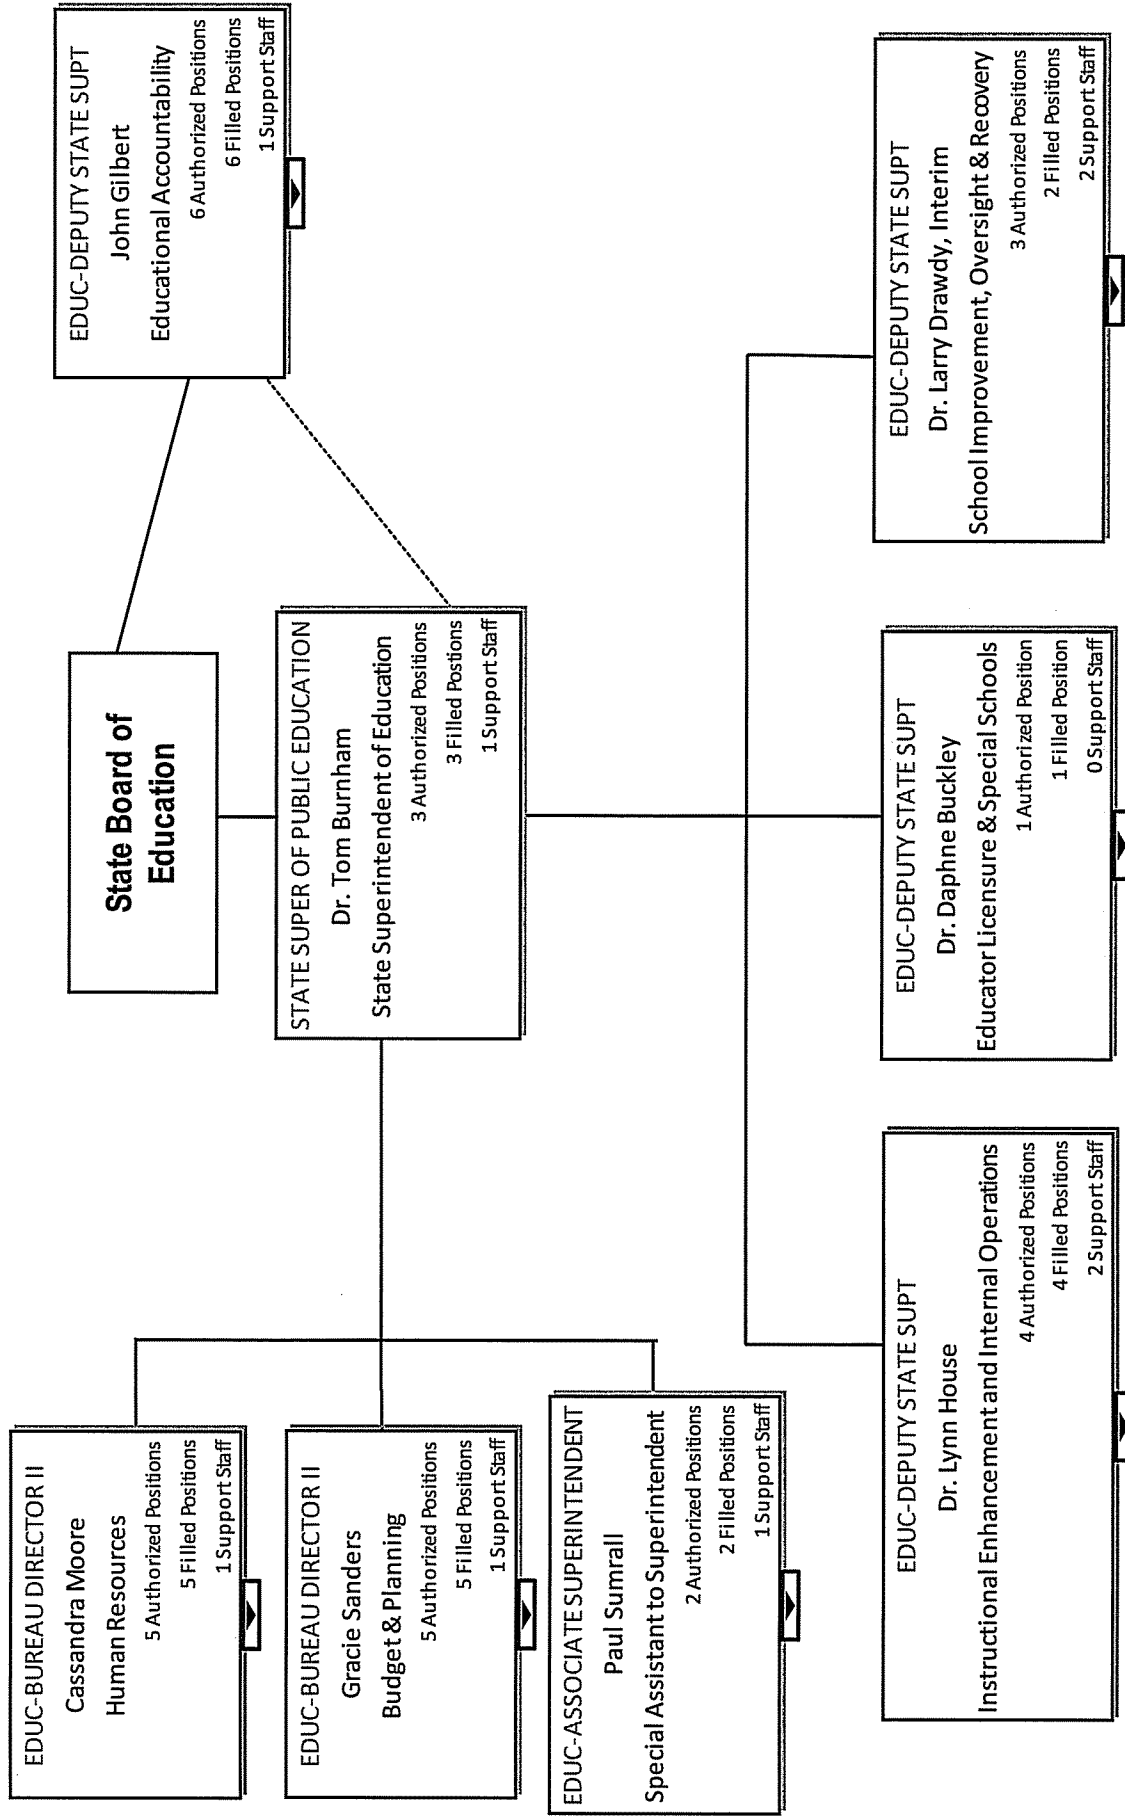 State Board of
Education
EDUC-DEPUTY STATE SUPT
John Gilbert
Educational Accountability
6 Authorized Positions
6 Filled Positions
1 Support Staff
STATE SUPER OF PUBLIC EDUCATION
Dr. Tom Burnham
State Superintendent of Education
3 Authorized Positions
3 Filled Postions
1 Support Staff
EDUC-BUREAU DIRECTOR II
Cassandra Moore
Human Resources
5 Authorized Positions
5 Filled Positions
1 Support Staff
EDUC-BUREAU DIRECTOR II
Gracie Sanders
Budget & Planning
5 Authorized Positions
5 Filled Positions
1 Support Staff
EDUC-ASSOCIATE SUPERINTENDENT
Paul Sumrall
Special Assistant to Superintendent
2 Authorized Positions
2 Filled Positions
1 Support Staff
EDUC-DEPUTY STATE SUPT
Dr. Lynn House
Instructional Enhancement and Internal Operations
4 Authorized Positions
4 Filled Positions
2 Support Staff
EDUC-DEPUTY STATE SUPT
Dr. Daphne Buckley
Educator Licensure & Special Schools
1 Authorized Position
1 Filled Position
0 Support Staff
EDUC-DEPUTY STATE SUPT
Dr. Larry Drawdy, Interim
School Improvement, Oversight & Recovery
3 Authorized Positions
2 Filled Positions
2 Support Staff